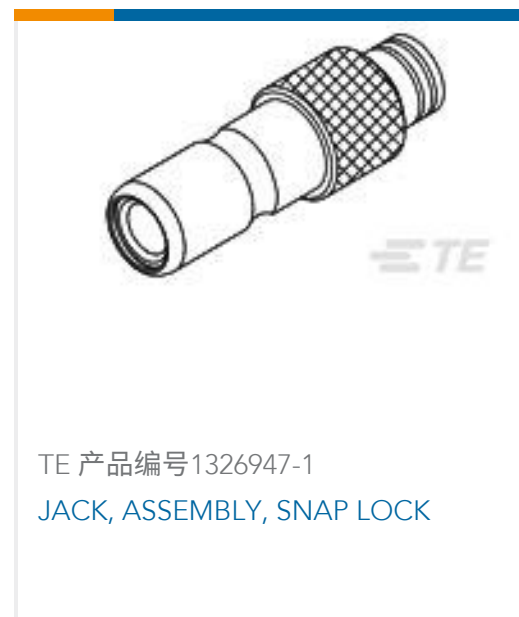 TE
TE 产品编号1326947-1
JACK, ASSEMBLY, SNAP LOCK